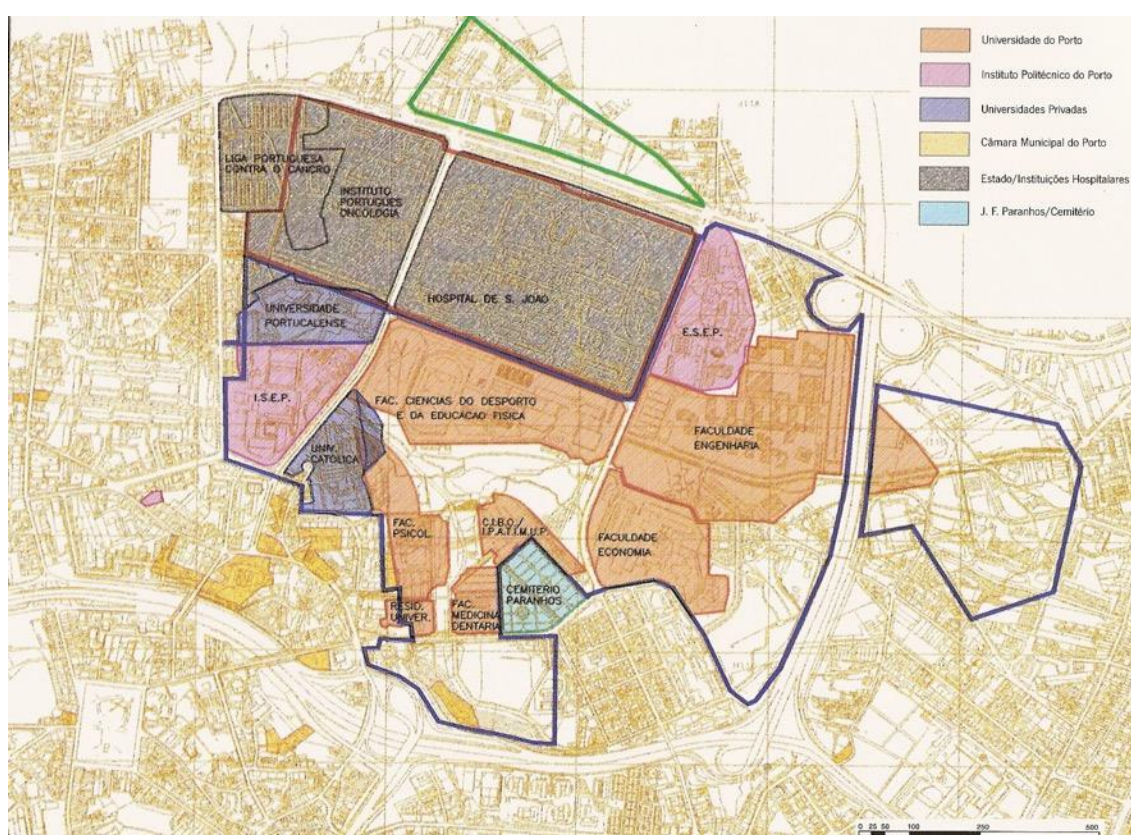 Universidade do Porto
Instituto Politécnico do Porto
Universidades Privadas
Câmara Municipal do Porto
Estado/Instituições Hospitalares
J. F. Paranhos/Cemitério
LIGA PORTUGUESA
CONTRA O CANCRO
INSTITUTO
PORTUGUES
ONCOLOGIA
HOSPITAL DE S. JOAO
UNIVERSIDADE
PORTUCALENSE
E.S.E.P.
I.S.E.P.
FAC. CIENCIAS DO DESPORTO
E DA EDUCACAO FISICA
FACULDADE
ENGENHARIA
UNIV.
CATOLICA
FAC.
PSICOL.
C.I.B.O./
I.P.A.T.I.M.U.P.
FACULDADE
ECONOMIA
CEMITERIO
PARANHOS
RESID.
UNIVER.
FAC.
MEDICINA
DENTARIA
0 25 50 100 250 500